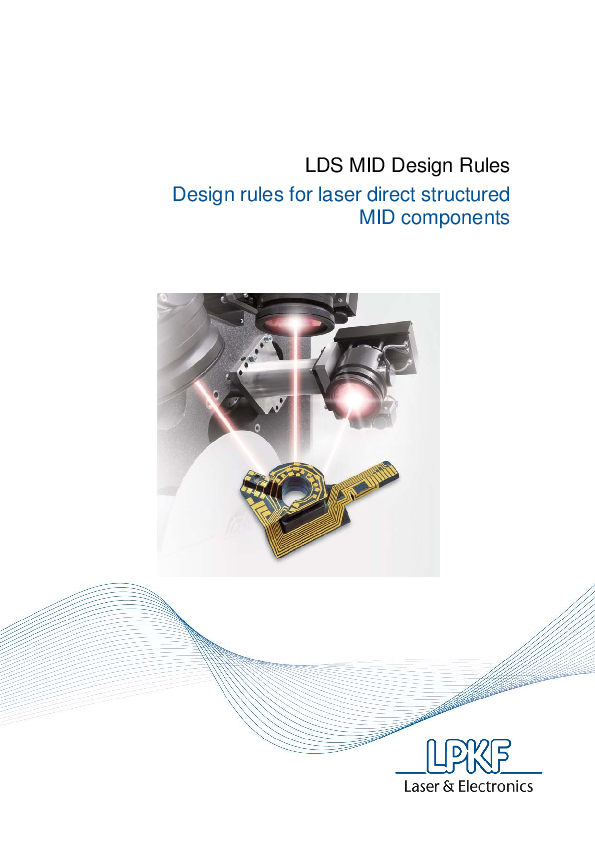 LDS MID Design Rules
Design rules for laser direct structured
MID components
LPKF
Laser & Electronics